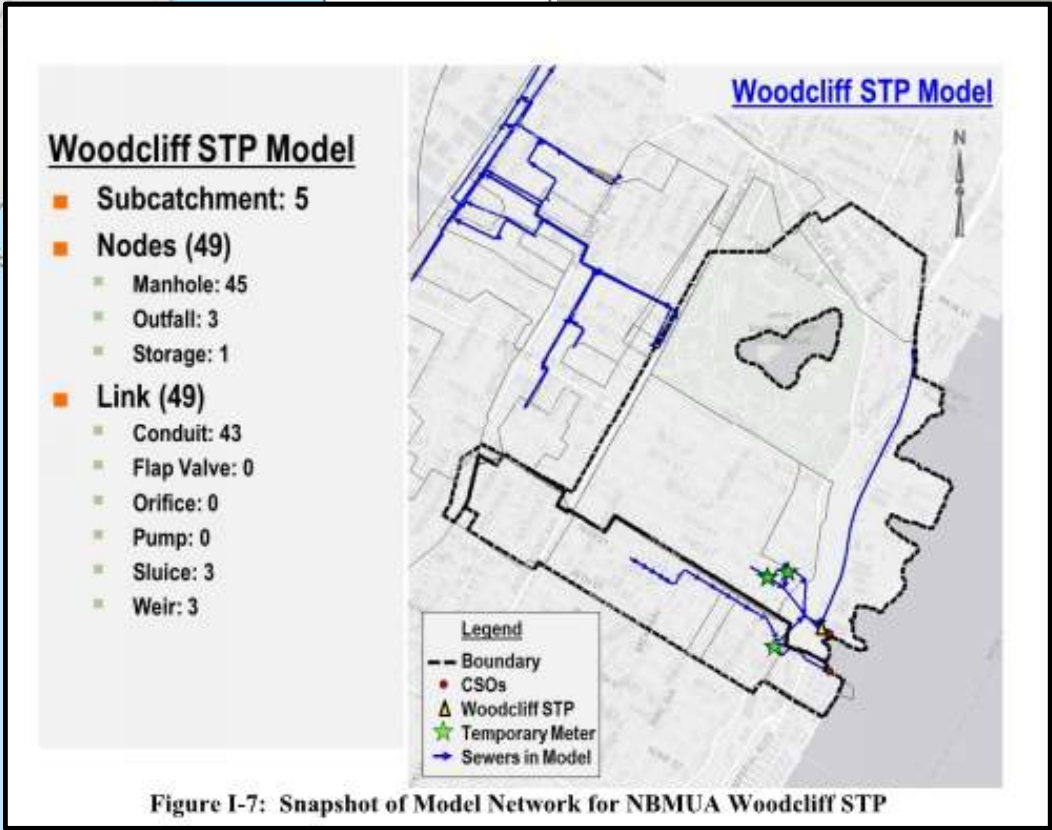 Woodcliff STP Model
Subcatchment: 5
Nodes (49)
Manhole: 45
Outfall: 3
Storage: 1
Link (49)
Conduit: 43
Flap Valve: 0
Orifice: 0
Pump: 0
Sluice: 3
Weir: 3
Woodcliff STP Model
N
Legend
Boundary
CSOs
Woodcliff STP
Temporary Meter
Sewers in Model
Figure I-7: Snapshot of Model Network for NBMUA Woodcliff STP